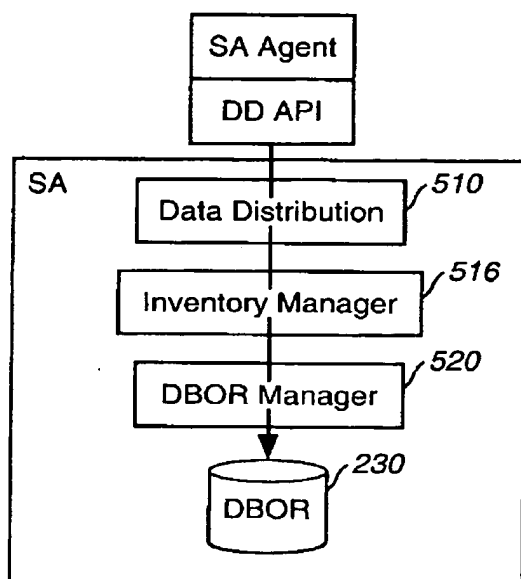 SA Agent
DD API
SA
510
Data Distribution
516
Inventory Manager
520
DBOR Manager
230
DBOR